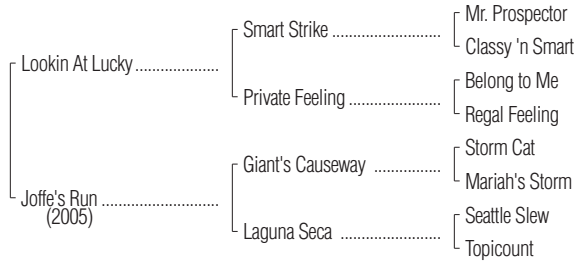 Mr. Prospector
Smart Strike ........................
Classy 'n Smart
Lookin At Lucky....................
Belong to Me
Private Feeling .....................
Regal Feeling
Storm Cat
Giant's Causeway ................
Mariah's Storm
Joffe's Run ............................
(2005)
Seattle Slew
Laguna Seca .......................
Topicount